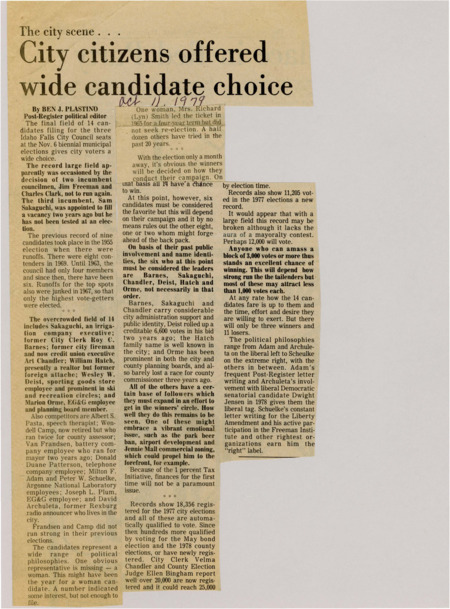 The city scene . . .
City citizens offered
wide candidate choice
Oct 11, 1979
By BEN J. PLASTINO
Post-Register political editor
The final field of 14 can-
didates filing for the three
Idaho Falls City Council seats
at the Nov. 6 biennial municipal
elections gives city voters a
wide choice.
The record large field ap-
parently was occasioned by the
decision of two incumbent
councilmen, Jim Freeman and
Charles Clark, not to run again.
The third incumbent, Sam
Sakaguchi, was appointed to fill
a vacancy two years ago but he
has not been tested at an elec-
tion.
The previous record of nine
candidates took place in the 1955
election when there were
runoffs. There were eight con-
tenders in 1969. Until 1963, the
council had only four members
and since then, there have been
six. Runoffs for the top spots
also were junked in 1967, so that
only the highest vote-getters
were elected.
* * *
The overcrowded field of 14
includes Sakaguchi, an irriga-
tion company executive;
former City Clerk Roy C.
Barnes; former city fireman
and now credit union executive
Art Chandler; William Hatch,
presently a realtor but former
foreign attache; Wesley W.
Deist, sporting goods store
employee and prominent in ski
and recreation circles; and
Marion Orme, EG&G employee
and planning board member.
Also competitors are Albert S.
Pasta, speech therapist; Won-
dell Camp, now retired but who
ran twice for county assessor;
Van Frandsen, battery com-
pany employee who ran for
mayor two years ago; Donald
Duane Patterson, telephone
company employee; Milton F.
Adam and Peter W. Schuelke,
Argonne National Laboratory
employees; Joseph L. Plum,
EG&G employee; and David
Archuleta, former Rexburg
radio announcer who lives in the
city.
Frandsen and Camp did not
run strong in their previous
elections.
The candidates represent a
wide range of political
philosophies. One obvious
representative is missing — a
woman. This might have been
the year for a woman can-
didate. A number indicated
some interest, but not enough to
file.
One woman, Mrs. Richard
(Lyn) Smith led the ticket in
1965 for a four-year term but did
not seek re-election. A half
dozen others have tried in the
past 20 years.
* * *
With the election only a month
away, it's obvious the winners
will be decided on how they
conduct their campaign. On
that basis all 14 have a chance
to win.
At this point, however, six
candidates must be considered
the favorite but this will depend
on their campaign and it by no
means rules out the other eight,
one or two whom might forge
ahead of the back pack.
On basis of their past public
involvement and name identi-
ties, the six who at this point
must be considered the leaders
are Barnes, Sakaguchi,
Chandler, Deist, Hatch and
Orme, not necessarily in that
order.
Barnes, Sakaguchi and
Chandler carry considerable
city administration support and
public identity, Deist rolled up a
creditable 6,000 votes in his bid
two years ago; the Hatch
family name is well known in
the city; and Orme has been
prominent in both the city and
county planning boards, and al-
so barely lost a race for county
commissioner three years ago.
All of the others have a cer-
tain base of followers which
they must expand in an effort to
get in the winners' circle. How
well they do this remains to be
seen. One of these might
embrace a vibrant emotional
issue, such as the park beer
ban, airport development and
Jennie Mail commercial zoning,
which could propel him to the
forefront, for example.
Because of the 1 percent Tax
Initiative, finances for the first
time will not be a paramount
issue.
* * *
Records show 18,356 regis-
tered for the 1977 city elections
and all of these are automa-
tically qualified to vote. Since
then hundreds more qualified
by voting for the May bond
election and the 1978 county
elections, or have newly regis-
tered. City Clerk Velma
Chandler and County Election
Judge Ellen Bingham report
well over 20,000 are now regis-
tered and it could reach 25,000
by election time.
Records also show 11,205 vot-
ed in the 1977 elections a new
record.
It would appear that with a
large field this record may be
broken although it lacks the
aura of a mayoralty contest.
Perhaps 12,000 will vote.
Anyone who can amass a
block of 3,000 votes or more thus
stands an excellent chance of
winning. This will depend how
strong run the the tailenders but
most of these may attract less
than 1,000 votes each.
At any rate how the 14 can-
didates fare is up to them and
the time, effort and desire they
are willing to exert. But there
will be only three winners and
11 losers.
The political philosophies
range from Adam and Archule-
ta on the liberal left to Schuelke
on the extreme right, with the
others in between. Adam's
frequent Post-Register letter
writing and Archuleta's invol-
vement with liberal Democratic
senatorial candidate Dwight
Jensen in 1978 gives them the
liberal tag. Schuelke's constant
letter writing for the Liberty
Amendment and his active par-
ticipation in the Freeman Insti-
tute and other rightest or-
ganizations earn him the
"right" label.